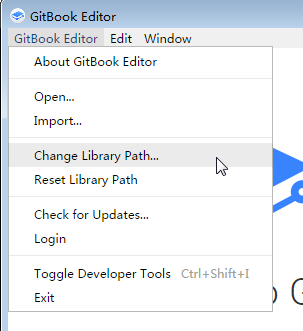 GitBook Editor
GitBook Editor Edit Window
About GitBook Editor
Open...
Import...
Change Library Path...
Reset Library Path
Check for Updates...
Login
Toggle Developer Tools Ctrl+Shift+I
Exit
G